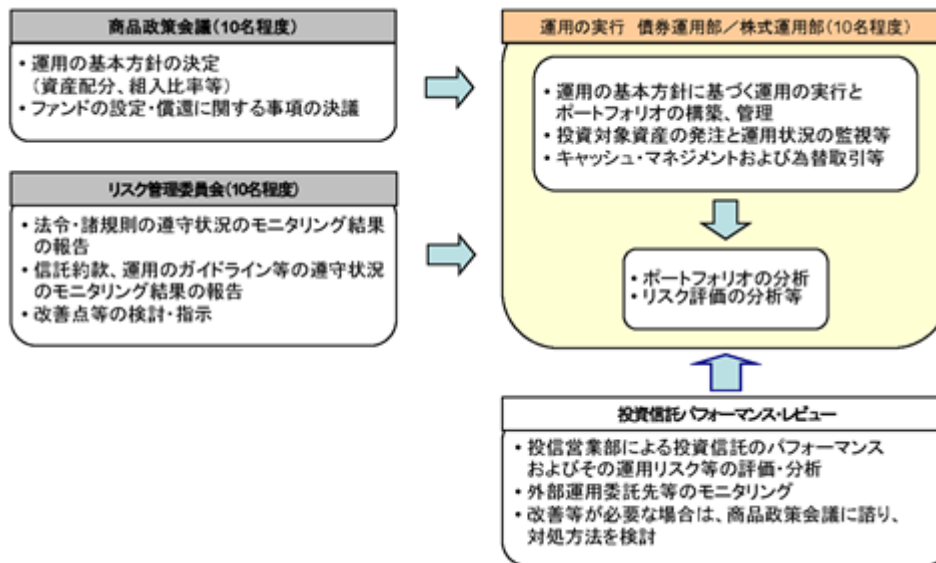 商品政策会議(10名程度)
• 運用の基本方針の決定
(資産配分、組入比率等)
• ファンドの設定・償還に関する事項の決議
リスク管理委員会(10名程度)
• 法令・諸規則の遵守状況のモニタリング結果
の報告
• 信託約款、運用のガイドライン等の遵守状況
のモニタリング結果の報告
• 改善点等の検討・指示
運用の実行 債券運用部/株式運用部(10名程度)
• 運用の基本方針に基づく運用の実行と
ポートフォリオの構築、管理
• 投資対象資産の発注と運用状況の監視等
• キャッシュ・マネジメントおよび為替取引等
• ポートフォリオの分析
• リスク評価の分析等
投資信託パフォーマンス・レビュー
• 投信営業部による投資信託のパフォーマンス
およびその運用リスク等の評価・分析
• 外部運用委託先等のモニタリング
• 改善等が必要な場合は、商品政策会議に諮り、
対処方法を検討